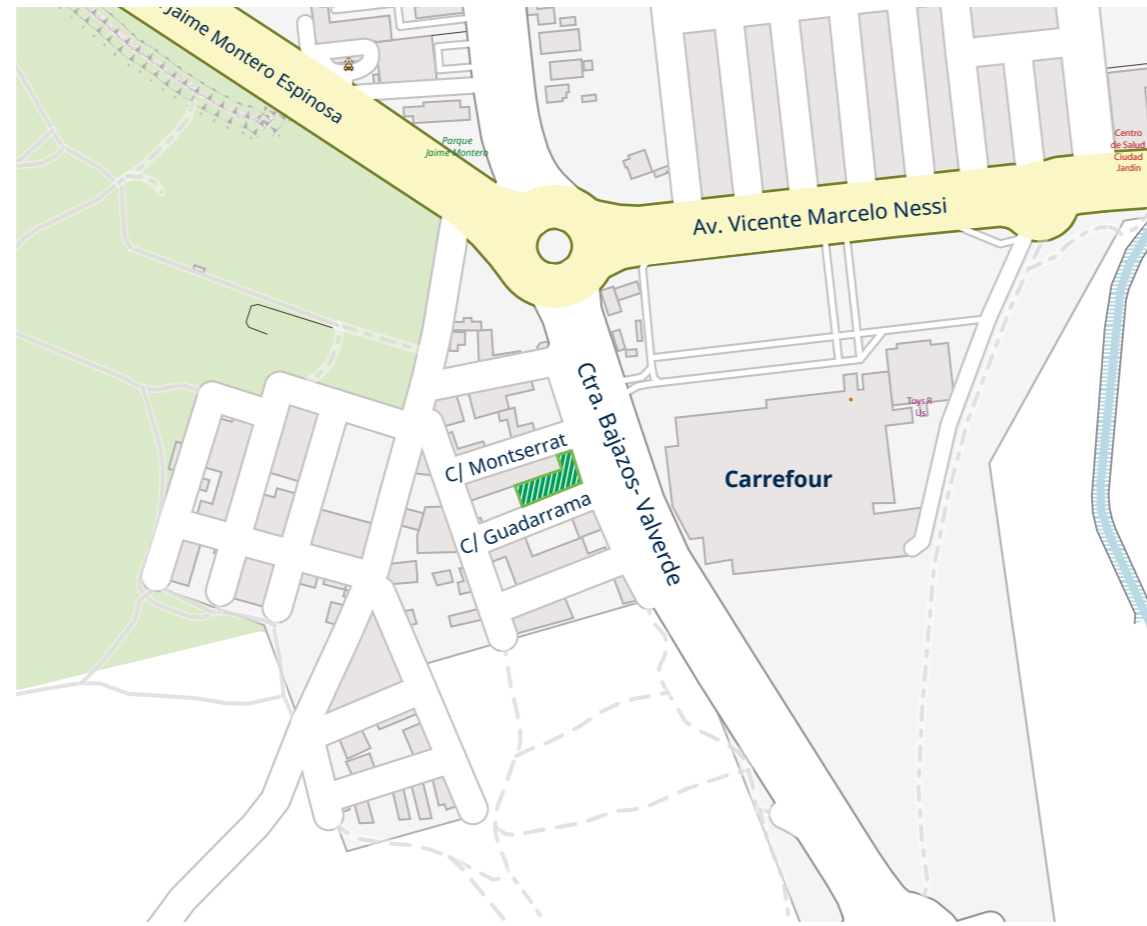 Jaime Montero Espinosa
Parque
Jaime Montero
Centro
de Salud
Ciudad
Jardín
Av. Vicente Marcelo Nessi
Ctra. Bajazos- Valverde
Toys R
Us
C/ Montserrat
Carrefour
C/ Guadarrama